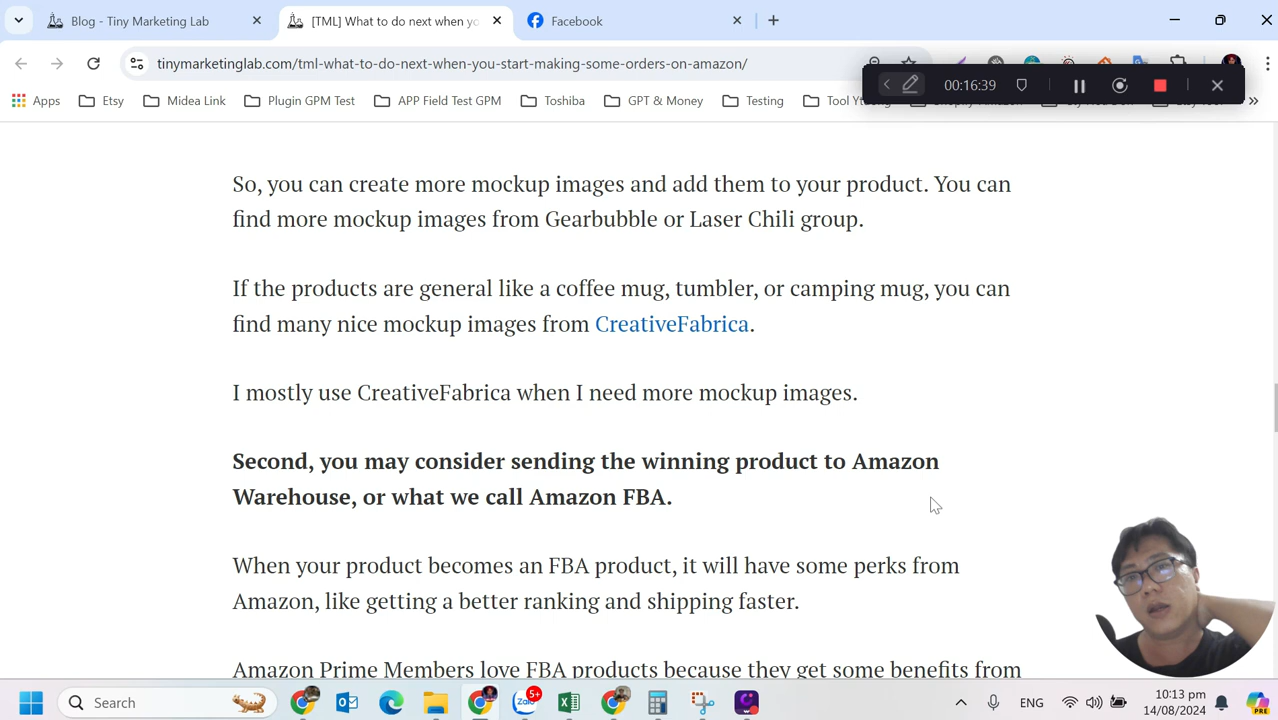 Blog - Tiny Marketing Lab
[TML] What to do next when yo
Facebook
tinymarketinglab.com/tml-what-to-do-next-when-you-start-making-some-orders-on-amazon/
00:16:39
Apps
Etsy
Midea Link
Plugin GPM Test
APP Field Test GPM
Toshiba
GPT & Money
Testing
So, you can create more mockup images and add them to your product. You can
find more mockup images from Gearbubble or Laser Chili group.
If the products are general like a coffee mug, tumbler, or camping mug, you can
find many nice mockup images from CreativeFabrica.
I mostly use CreativeFabrica when I need more mockup images.
Second, you may consider sending the winning product to Amazon
Warehouse, or what we call Amazon FBA.
When your product becomes an FBA product, it will have some perks from
Amazon, like getting a better ranking and shipping faster.
Amazon Prime Members love FBA products because they get some benefits from
Search
Zalo
5+
ENG
10:13 pm
14/08/2024
PRE